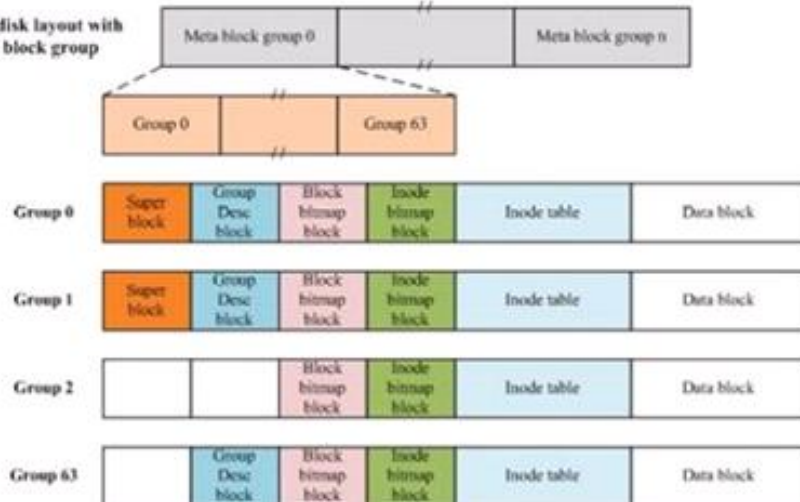 disk layout with
block group
Meta block group 0
Meta block group n
Group 0
Group 63
Group 0
Super
block
Group
Desc
block
Block
bitmap
block
Inode
bitmap
block
Inode table
Data block
Group 1
Super
block
Group
Desc
block
Block
bitmap
block
Inode
bitmap
block
Inode table
Data block
Group 2
Block
bitmap
block
Inode
bitmap
block
Inode table
Data block
Group 63
Group
Desc
block
Block
bitmap
block
Inode
bitmap
block
Inode table
Data block